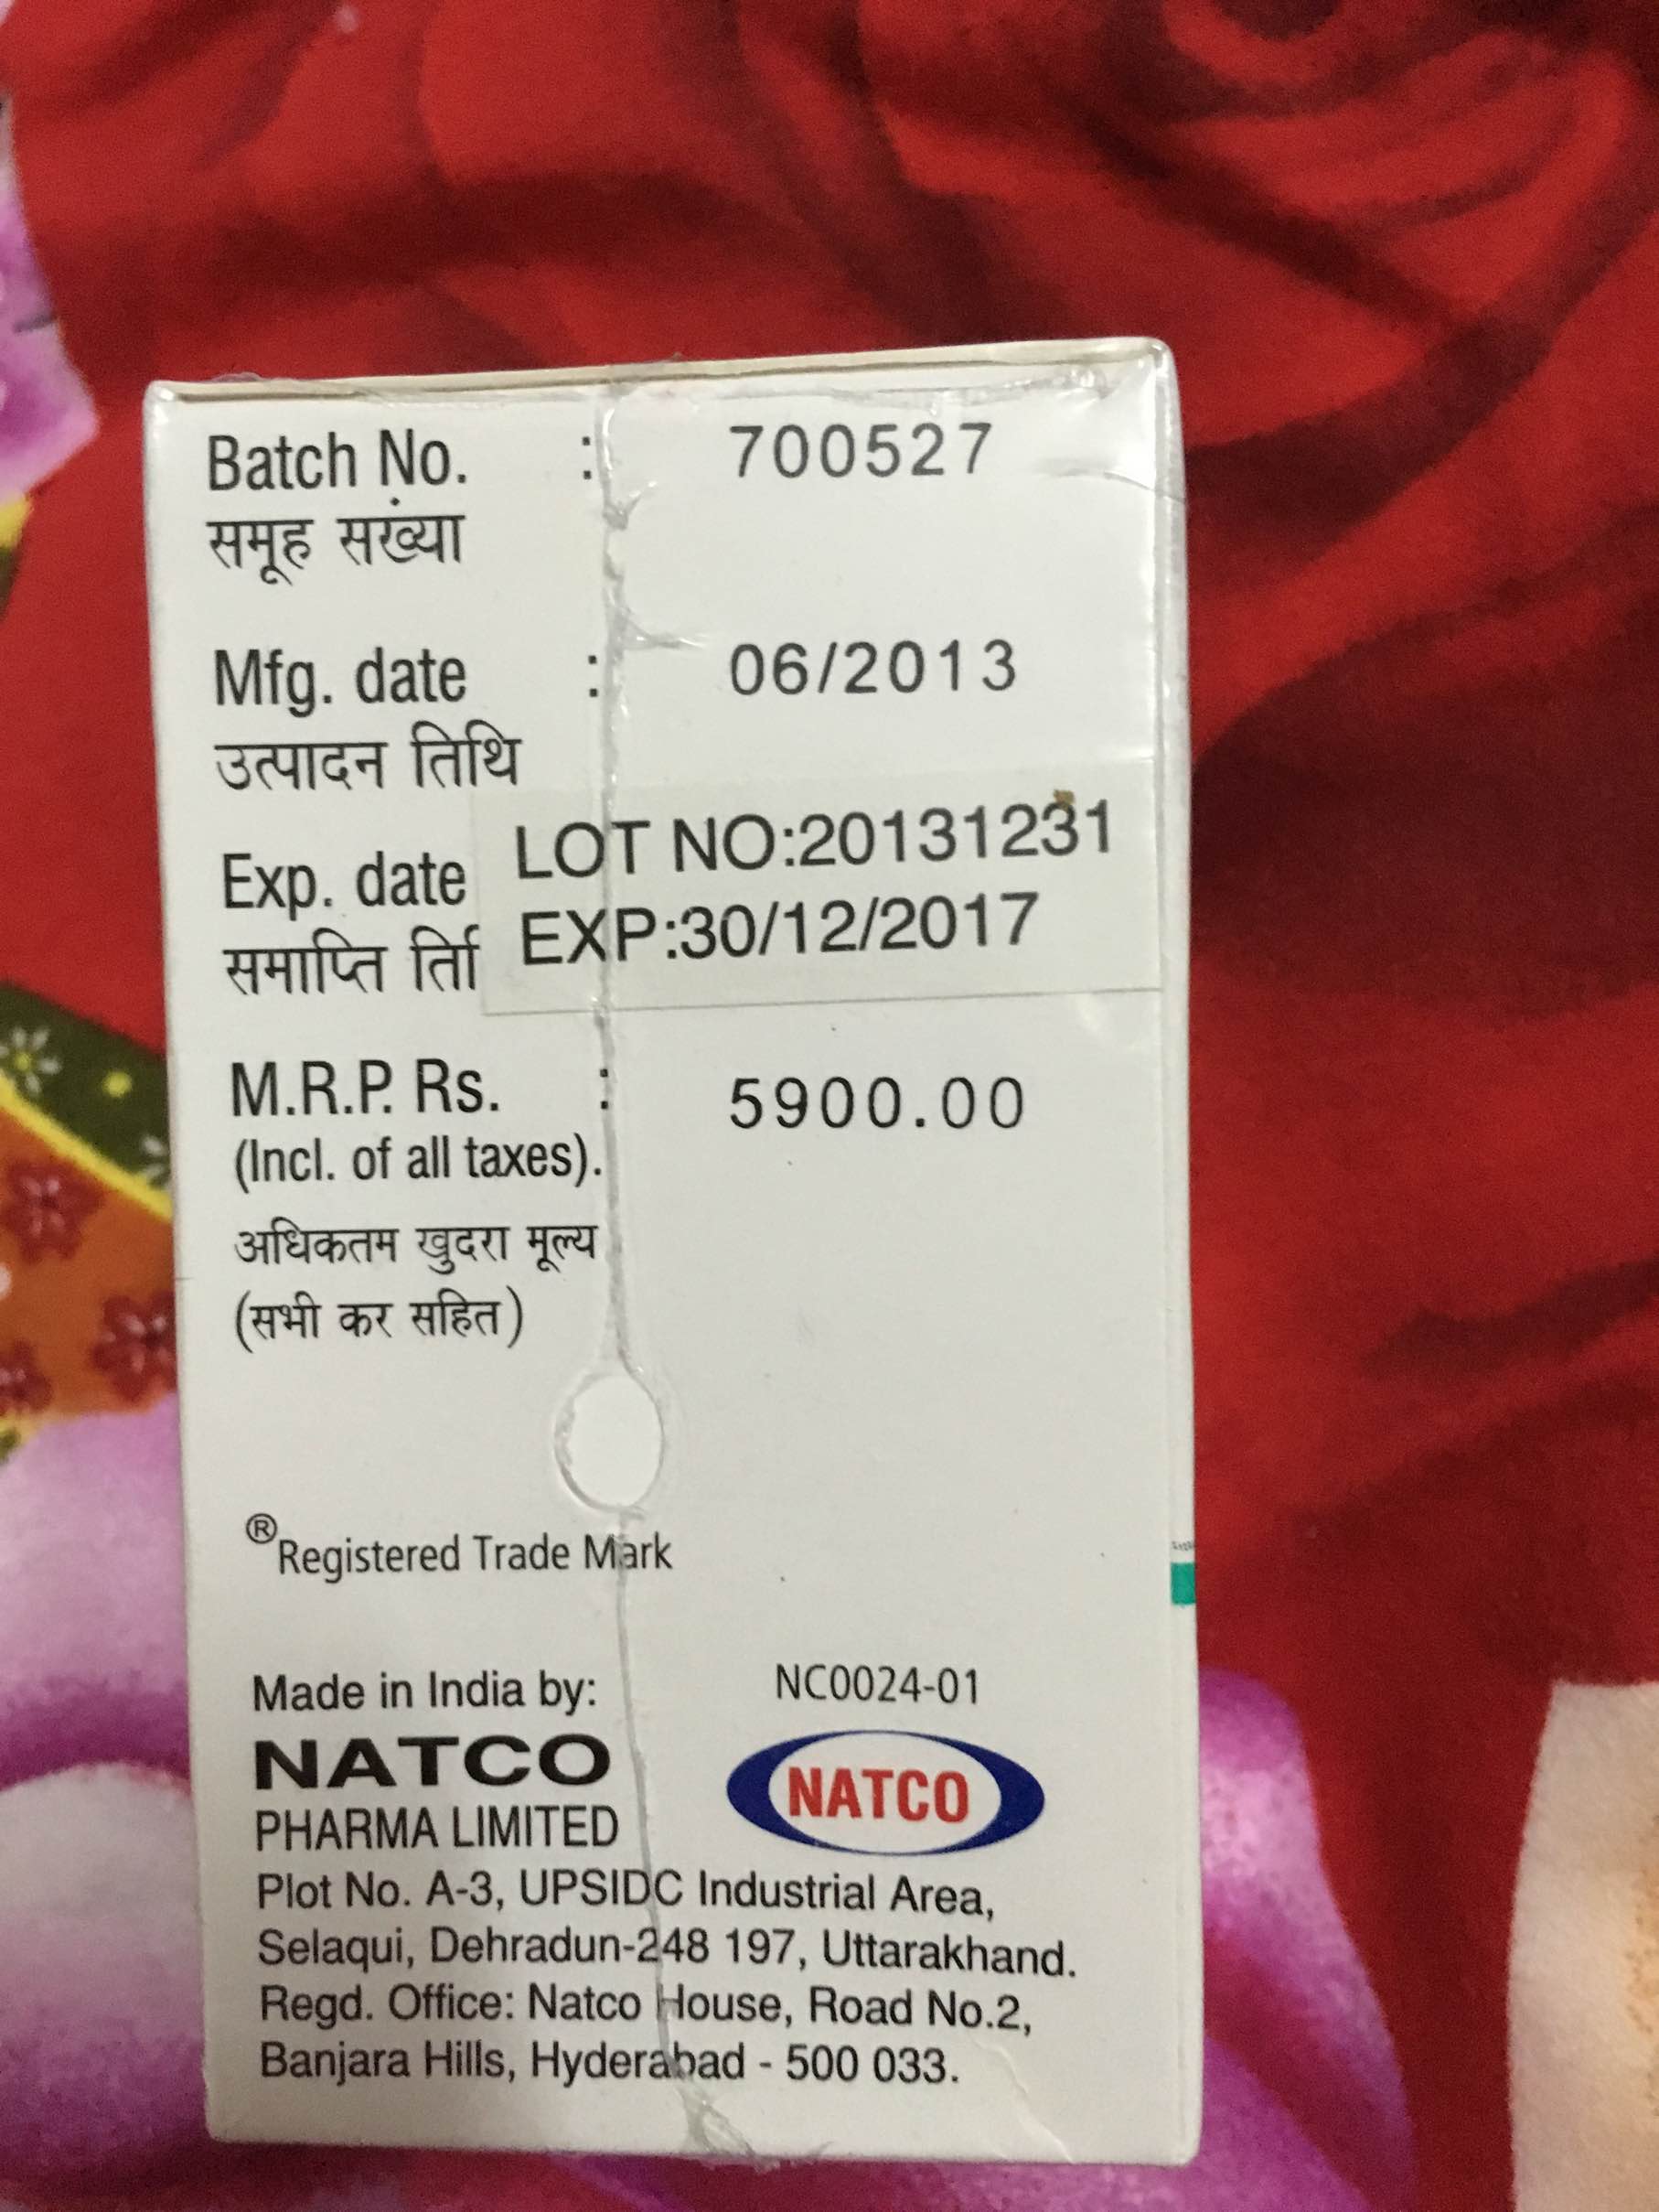 Batch No. : 700527
समूह सख्ंया
Mfg. date : 06/2013
उत्पादन तिथि
LOT NO:20131231
Exp. date
EXP:30/12/2017
समाप्ति
M.R.P. Rs. : 5900.00
(Incl. of all taxes).
अधिकतम खुदरा मूल्य
(सभी कर सहित)
®Registered Trade Mark
Made in India by: NC0024-01
NATCO
NATCO
PHARMA LIMITED
Plot No. A-3, UPSIDC Industrial Area,
Selaqui, Dehradun-248 197, Uttarakhand.
Regd. Office: Natco House, Road No.2,
Banjara Hills, Hyderabad - 500 033.